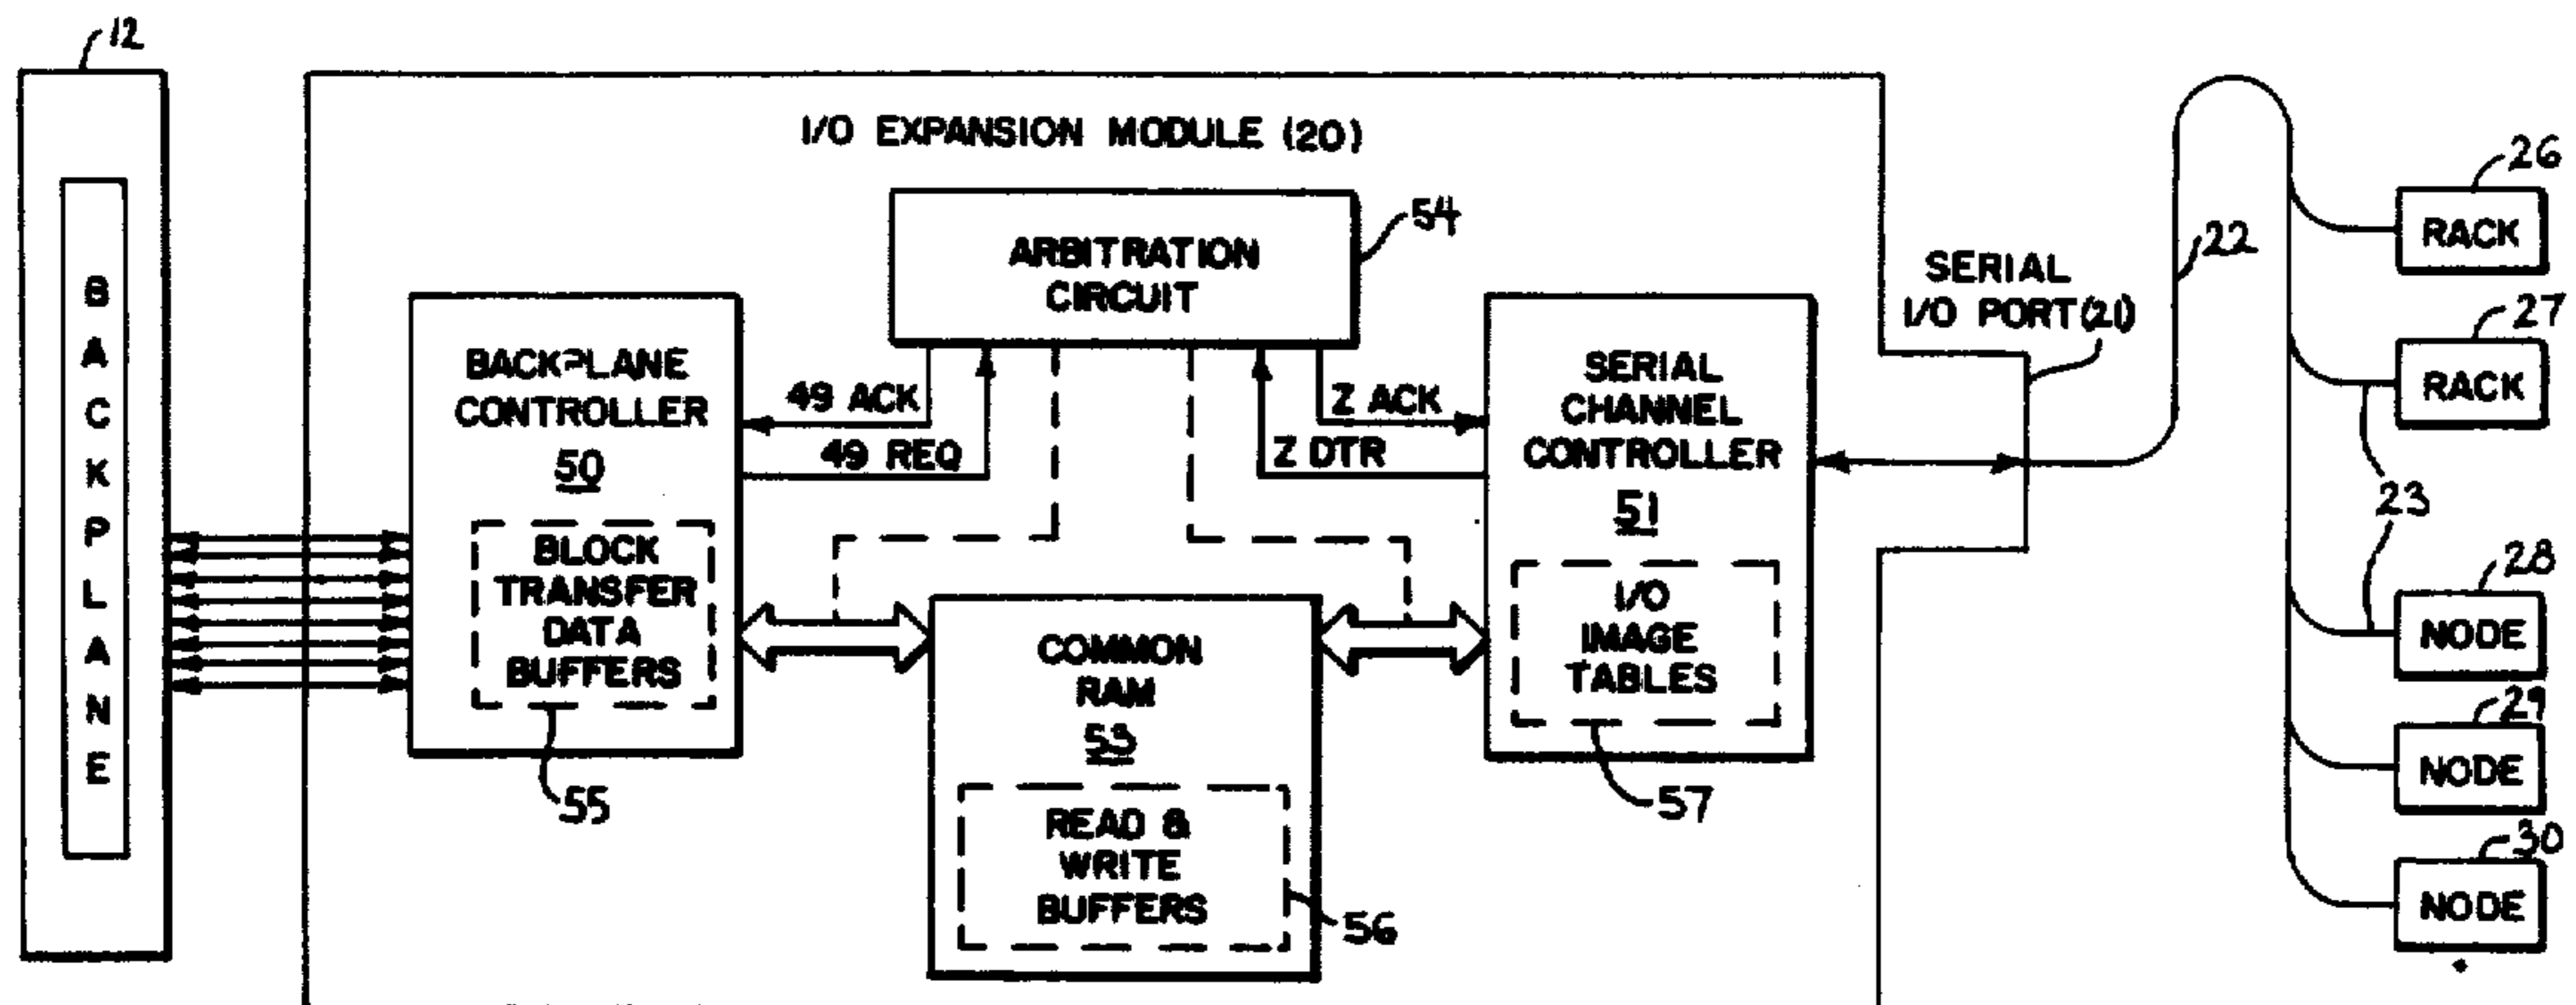 12
BACKPLANE
I/O EXPANSION MODULE (20)
ARBITRATION
CIRCUIT
54
BACKPLANE
CONTROLLER
50
BLOCK
TRANSFER
DATA
BUFFERS
55
49 ACK
49 REQ
Z ACK
Z DTR
COMMON
RAM
53
READ &
WRITE
BUFFERS
56
SERIAL
CHANNEL
CONTROLLER
51
I/O
IMAGE
TABLES
57
SERIAL
I/O PORT (21)
22
23
26
RACK
27
RACK
28
NODE
29
NODE
30
NODE